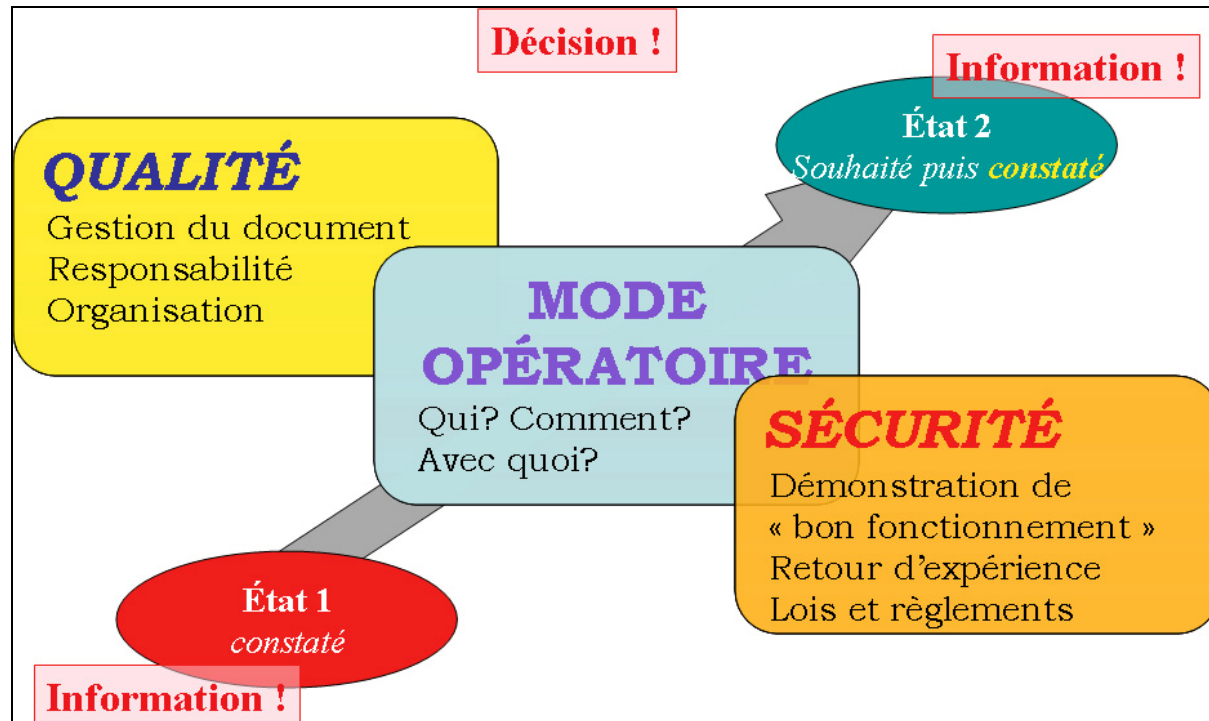 Décision !
Information !
État 2
Souhaité puis constaté
QUALITÉ
Gestion du document
Responsabilité
Organisation
MODE
OPÉRATOIRE
Qui? Comment?
Avec quoi?
SÉCURITÉ
Démonstration de
« bon fonctionnement »
Retour d'expérience
Lois et règlements
État 1
constaté
Information !